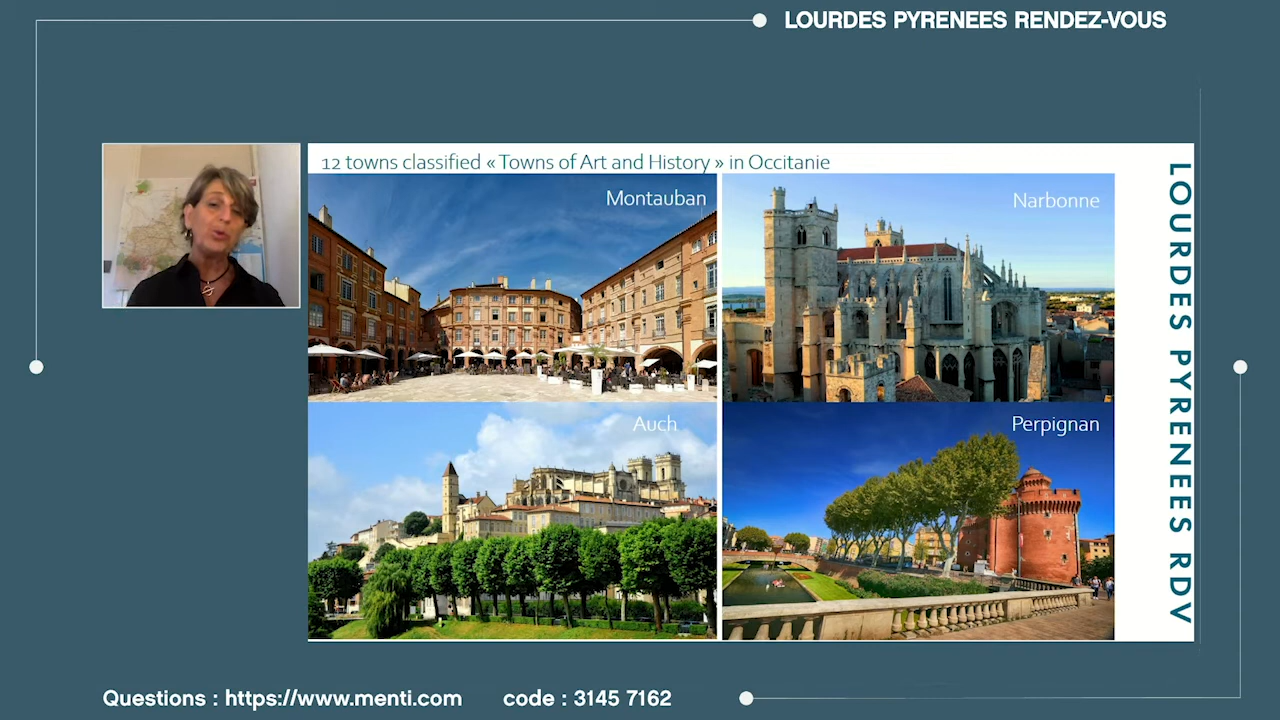 LOURDES PYRENEES RENDEZ-VOUS
12 towns classified « Towns of Art and History » in Occitanie
Montauban
Narbonne
Auch
Perpignan
LOURDES PYRENEES RDV
Questions : https://www.menti.com code : 3145 7162